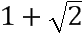 1 + √2